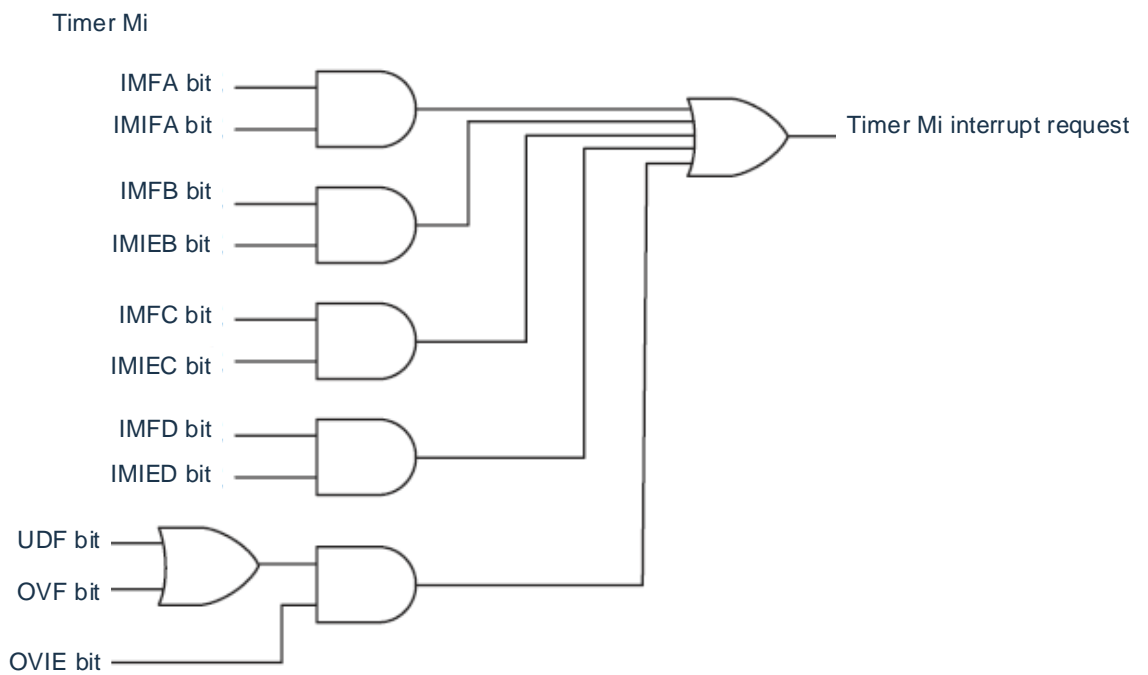 Timer Mi
IMFA bit
IMIFA bit
Timer Mi interrupt request
IMFB bit
IMIEB bit
IMFC bit
IMIEC bit
IMFD bit
IMIED bit
UDF bit
OVF bit
OVIE bit